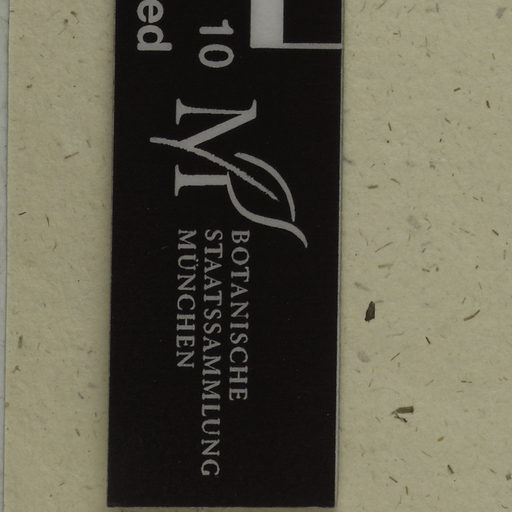 10
ed
M
BOTANISCHE
STAATSSAMMLUNG
MÜNCHEN